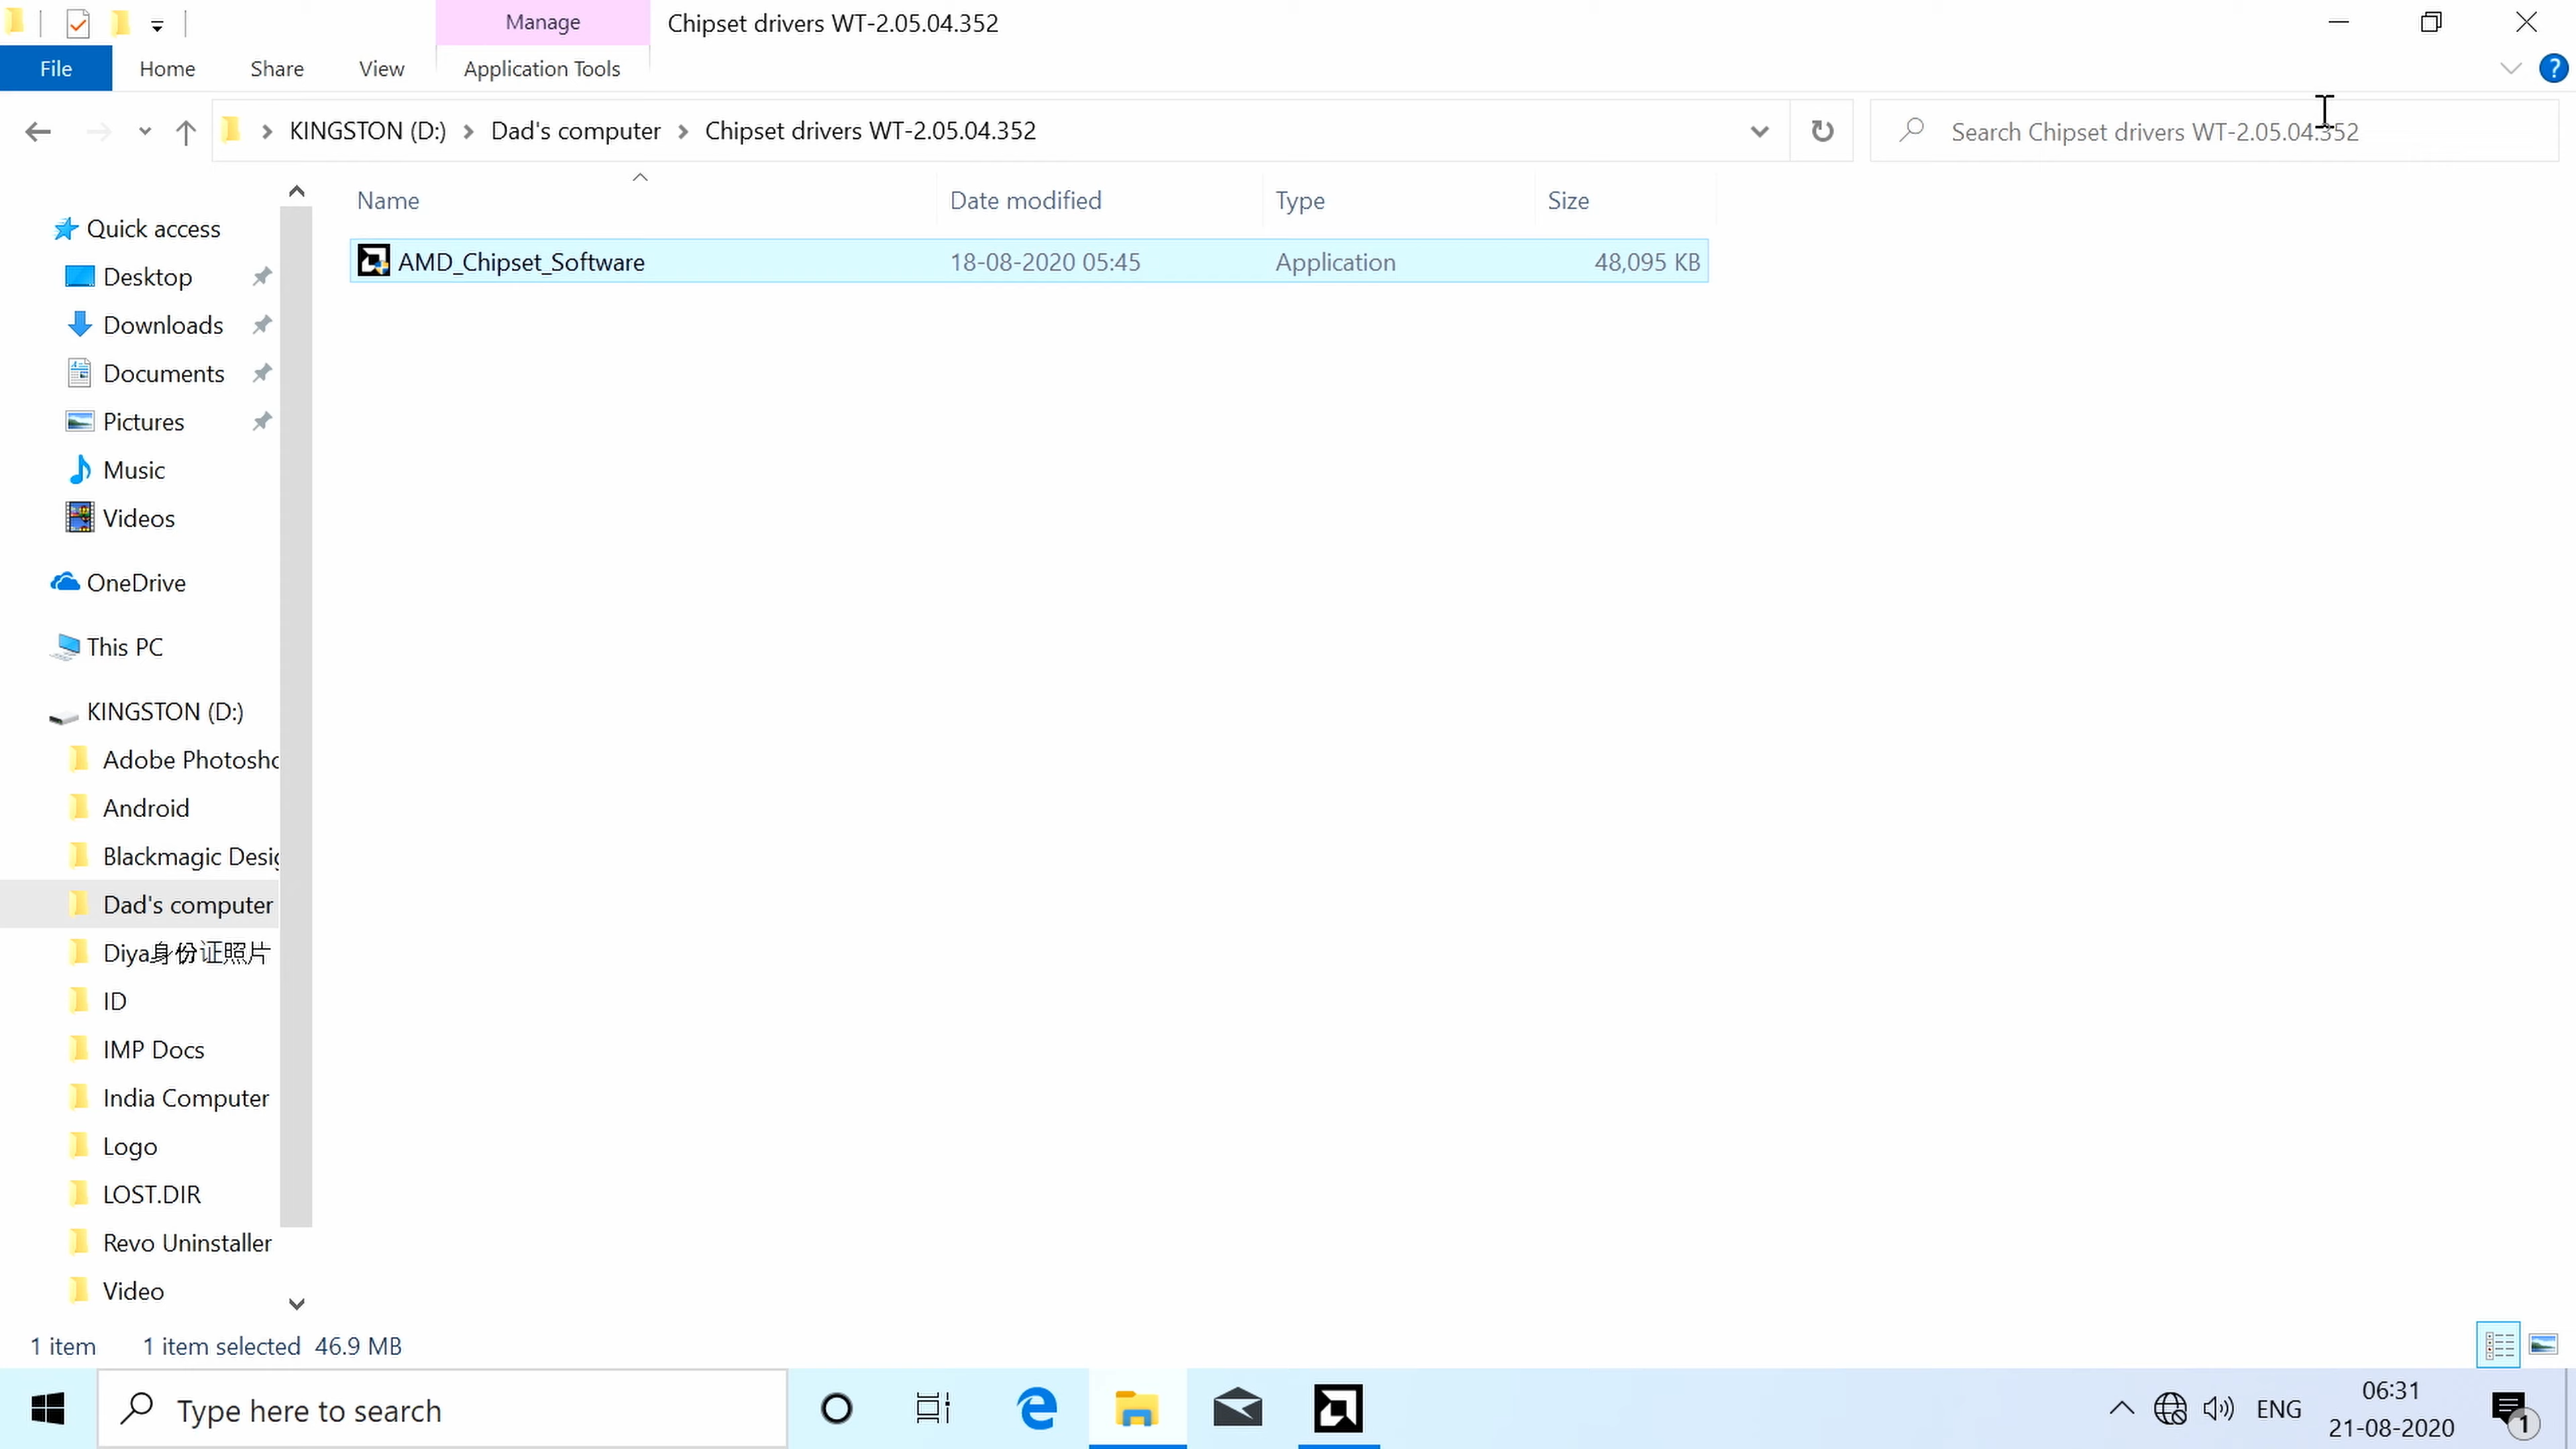 Manage
Chipset drivers WT-2.05.04.352
File
Home
Share
View
Application Tools
KINGSTON (D:)
Dad's computer
Chipset drivers WT-2.05.04.352
Search Chipset drivers WT-2.05.04.352
Name
Date modified
Type
Size
AMD_Chipset_Software
18-08-2020 05:45
Application
48,095 KB
Quick access
Desktop
Downloads
Documents
Pictures
Music
Videos
OneDrive
This PC
KINGSTON (D:)
Adobe Photosho
Android
Blackmagic Desig
Dad's computer
Diya身份证照片
ID
IMP Docs
India Computer
Logo
LOST.DIR
Revo Uninstaller
Video
1 item
1 item selected 46.9 MB
Type here to search
ENG
06:31
21-08-2020
1